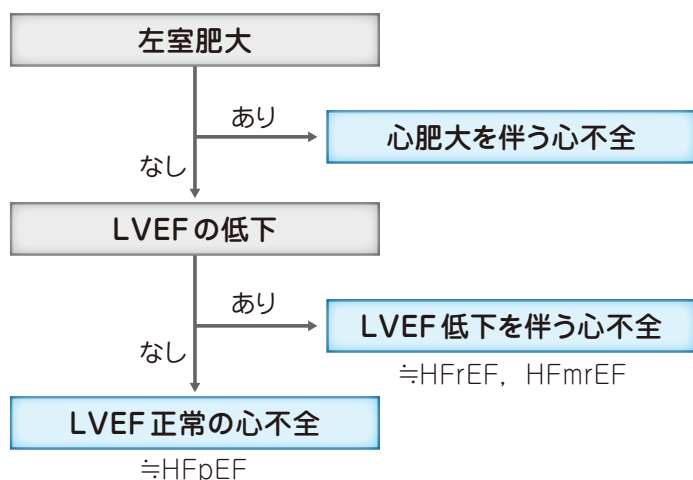 左室肥大
あり
心肥大を伴う心不全
なし
LVEFの低下
あり
LVEF低下を伴う心不全
≒HFrEF, HFmrEF
なし
LVEF正常の心不全
≒HFpEF